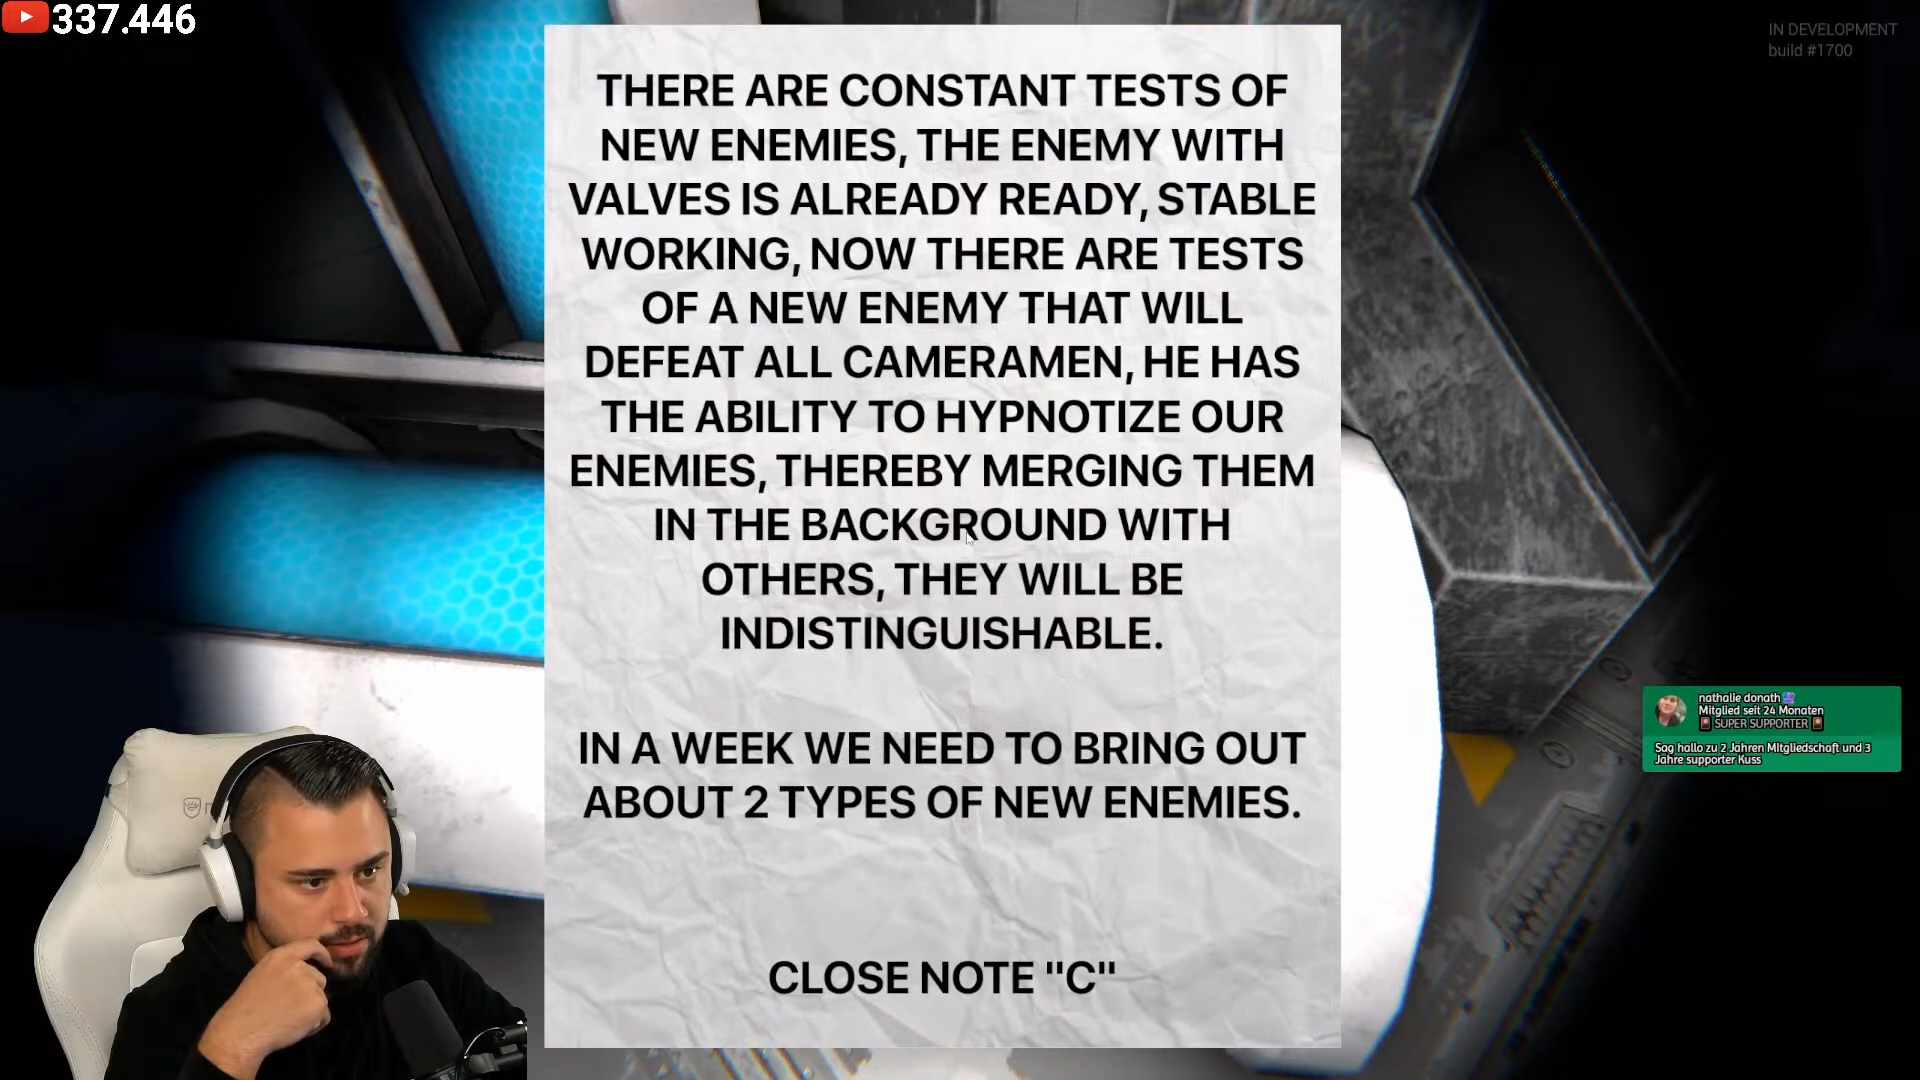 337.446
IN DEVELOPMENT
build #1700
THERE ARE CONSTANT TESTS OF
NEW ENEMIES, THE ENEMY WITH
VALVES IS ALREADY READY, STABLE
WORKING, NOW THERE ARE TESTS
OF A NEW ENEMY THAT WILL
DEFEAT ALL CAMERAMEN, HE HAS
THE ABILITY TO HYPNOTIZE OUR
ENEMIES, THEREBY MERGING THEM
IN THE BACKGROUND WITH
OTHERS, THEY WILL BE
INDISTINGUISHABLE.
IN A WEEK WE NEED TO BRING OUT
ABOUT 2 TYPES OF NEW ENEMIES.
CLOSE NOTE "C"
nathalie donath
Mitglied seit 24 Monaten
SUPER SUPPORTER
Sag hallo zu 2 Jahren Mitgliedschaft und 3
Jahre supporter Kuss